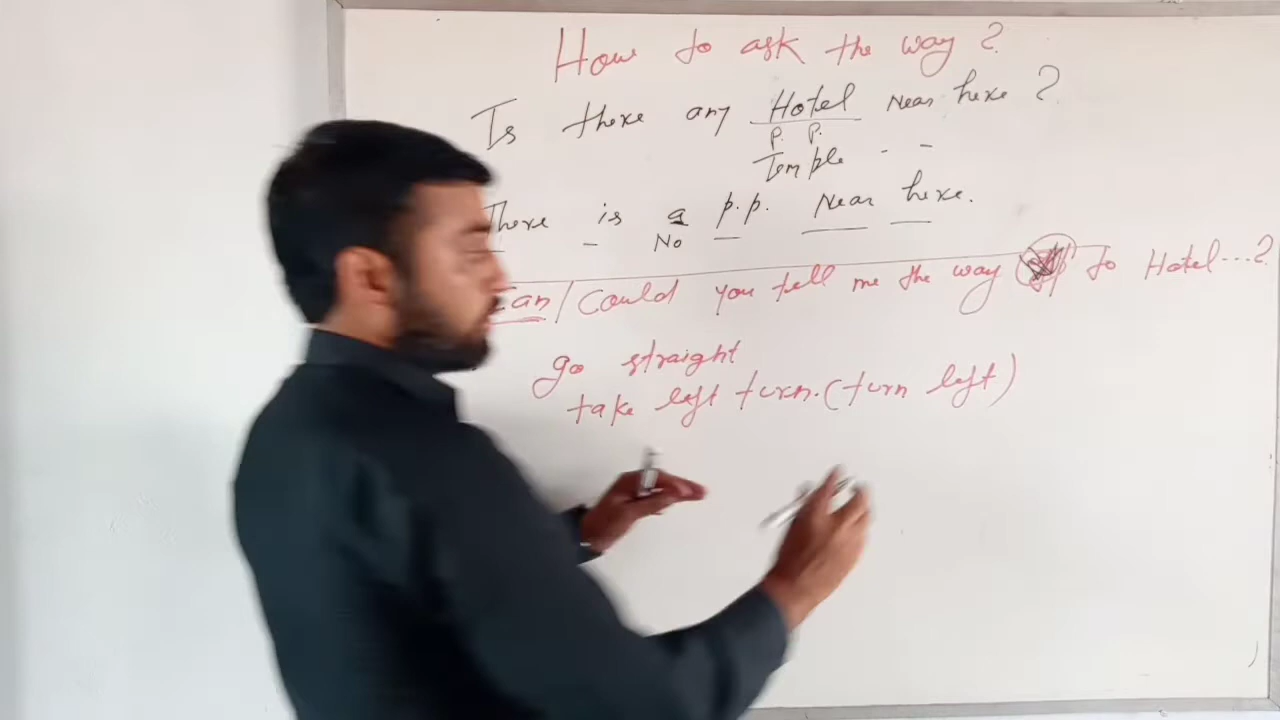 How to ask the way ?
Is there any Hotel Near here ?
P. P.
Temple - -
There is a p.p. Near here.
No
Can / Could you tell me the way to Hotel...?
go straight
take left turn. (turn left)